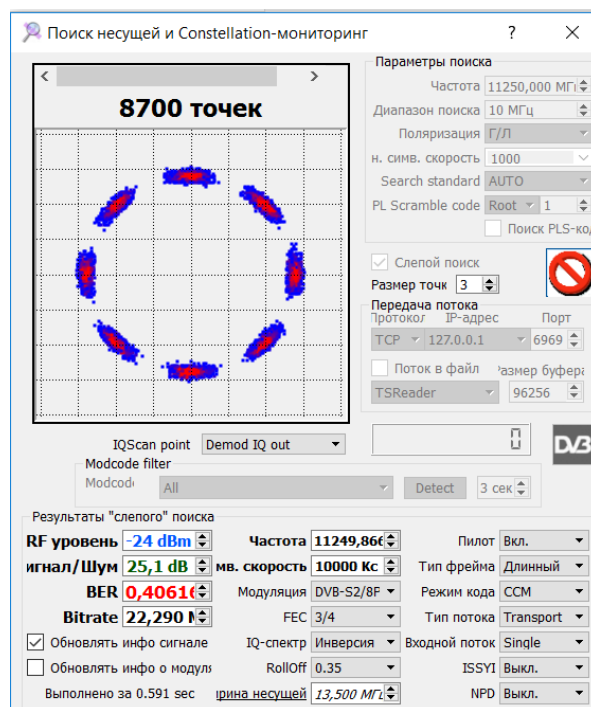 Поиск несущей и Constellation-мониторинг
? X
8700 точек
Параметры поиска
Частота 11250,000 МГц
Диапазон поиска 10 МГц
Поляризация Г/Л
н. симв. скорость 1000
Search standard AUTO
PL Scramble code Root 1
Поиск PLS-код
Слепой поиск
Размер точк 3
Передача потока
Протокол IP-адрес Порт
TCP 127.0.0.1 6969
Поток в файл Размер буфера
TSReader 96256
IQScan point Demod IQ out
0
DVB
Modcode filter
Modcode All Detect 3 сек
Результаты "слепого" поиска
RF уровень -24 dBm Частота 11249,866 Пилот Вкл.
игнал/Шум 25,1 dB мв. скорость 10000 Кс Тип фрейма Длинный
BER 0,40616 Модуляция DVB-S2/8P Режим кода CCM
Bitrate 22,290 M FEC 3/4 Тип потока Transport
Обновлять инфо сигнале IQ-спектр Инверсия Входной поток Single
Обновлять инфо о модуля RollOff 0.35 ISSYI Выкл.
Выполнено за 0.591 sec ирина несущей 13,500 МГц NPD Выкл.